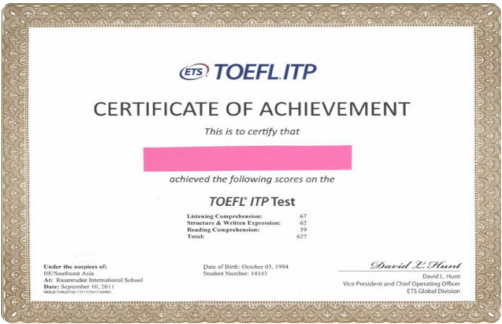 ETS TOEFL ITP
CERTIFICATE OF ACHIEVEMENT
This is to certify that
achieved the following scores on the
TOEFL® ITP Test
Listening Comprehension: 67
Structure & Written Expression: 62
Reading Comprehension: 59
Total: 627
Under the auspices of:
IIE/Southeast Asia
At: Ruamrudee International School
Date: September 10, 2011
Date of Birth: October 05, 1994
Student Number: 14145
David L. Hunt
David L. Hunt
Vice President and Chief Operating Officer
ETS Global Division